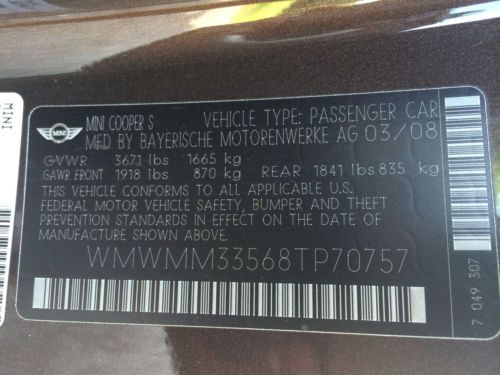 MINI
MINI
MINI COOPER S VEHICLE TYPE: PASSENGER CAR
MFD BY BAYERISCHE MOTORENWERKE AG 03/08
GVWR 3671 lbs 1665 kg
GAWR FRONT 1918 lbs 870 kg REAR 1841 lbs 835 kg
THIS VEHICLE CONFORMS TO ALL APPLICABLE U.S.
FEDERAL MOTOR VEHICLE SAFETY, BUMPER AND THEFT
PREVENTION STANDARDS IN EFFECT ON THE DATE
OF MANUFACTURE SHOWN ABOVE.
WMWMM33568TP70757
7 049 307